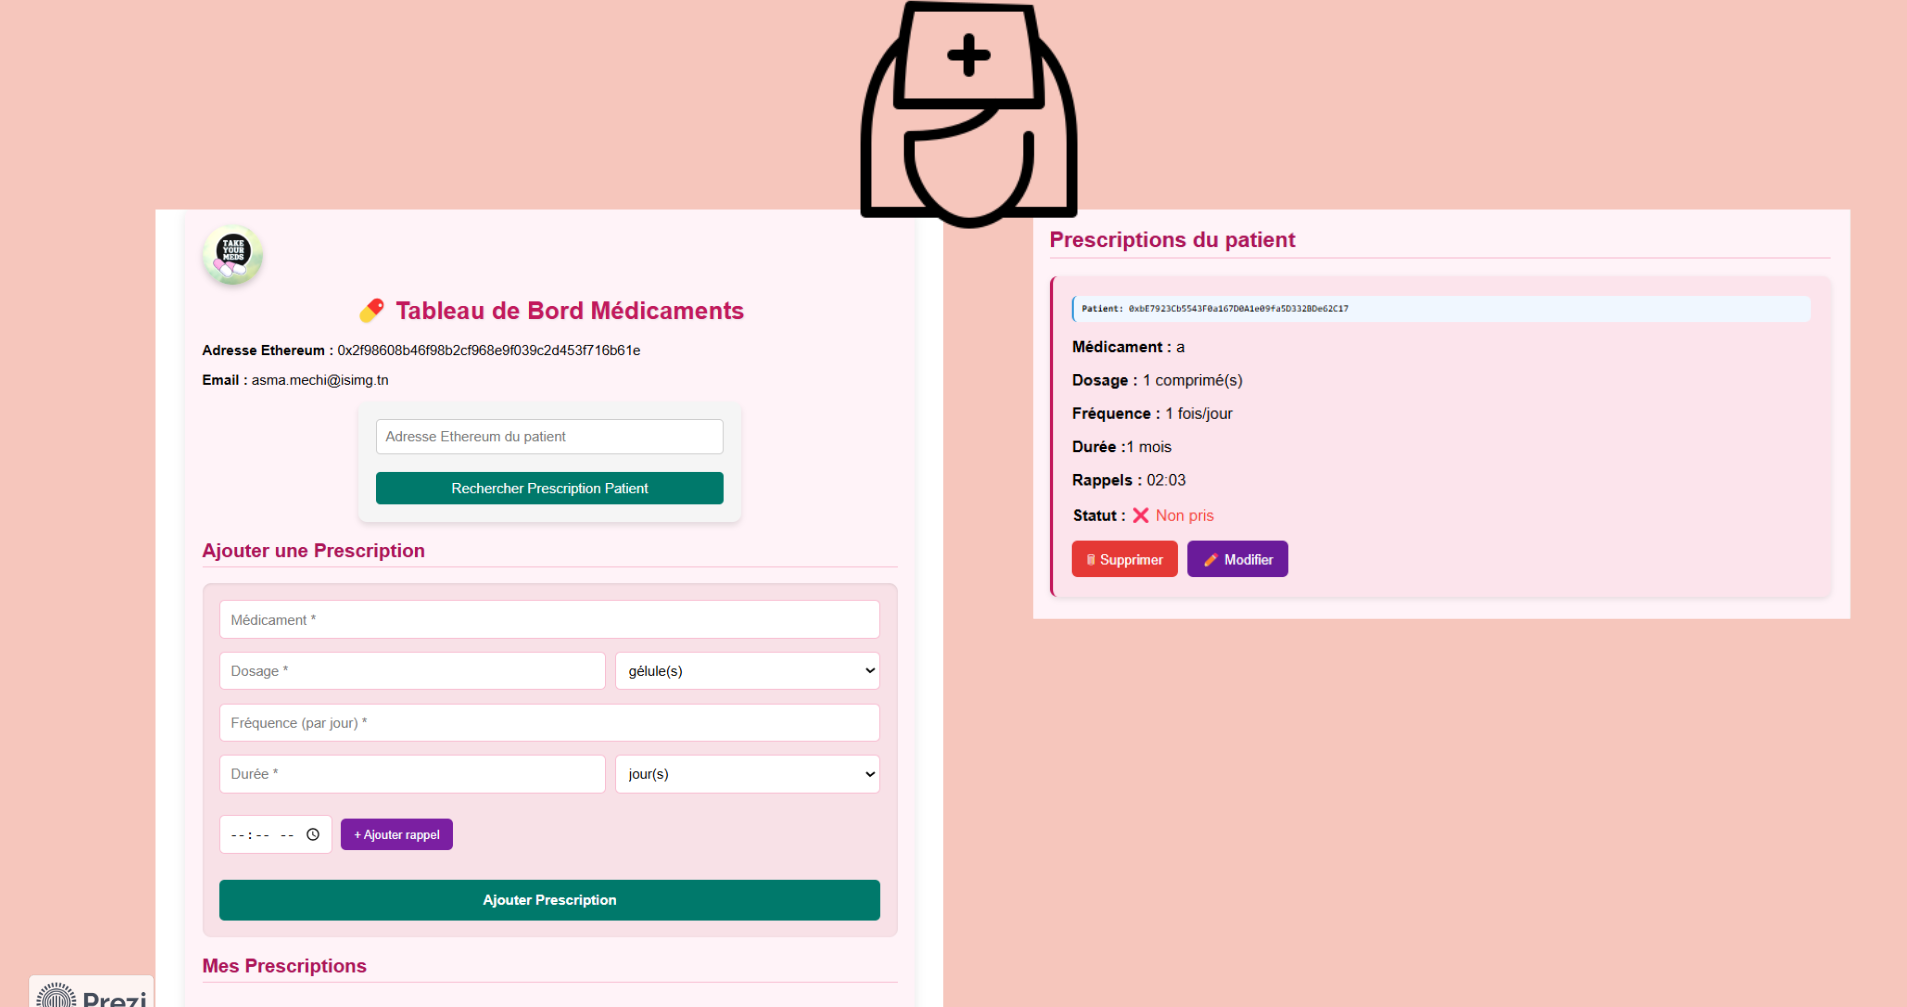 TAKE
YOUR
MEDS
Tableau de Bord Médicaments
Adresse Ethereum : 0x2f98608b46f98b2cf968e9f039c2d453f716b61e
Email : asma.mechi@isimg.tn
Adresse Ethereum du patient
Rechercher Prescription Patient
Ajouter une Prescription
Médicament *
Dosage *
gélule(s)
Fréquence (par jour) *
Durée *
jour(s)
--:-- --
+ Ajouter rappel
Ajouter Prescription
Mes Prescriptions
Prescriptions du patient
Patient: 0xbE7923Cb5543F0a167D0A1e09fa5D332BDe62C17
Médicament : a
Dosage : 1 comprimé(s)
Fréquence : 1 fois/jour
Durée :1 mois
Rappels : 02:03
Statut : ❌ Non pris
Supprimer
Modifier
Prezi